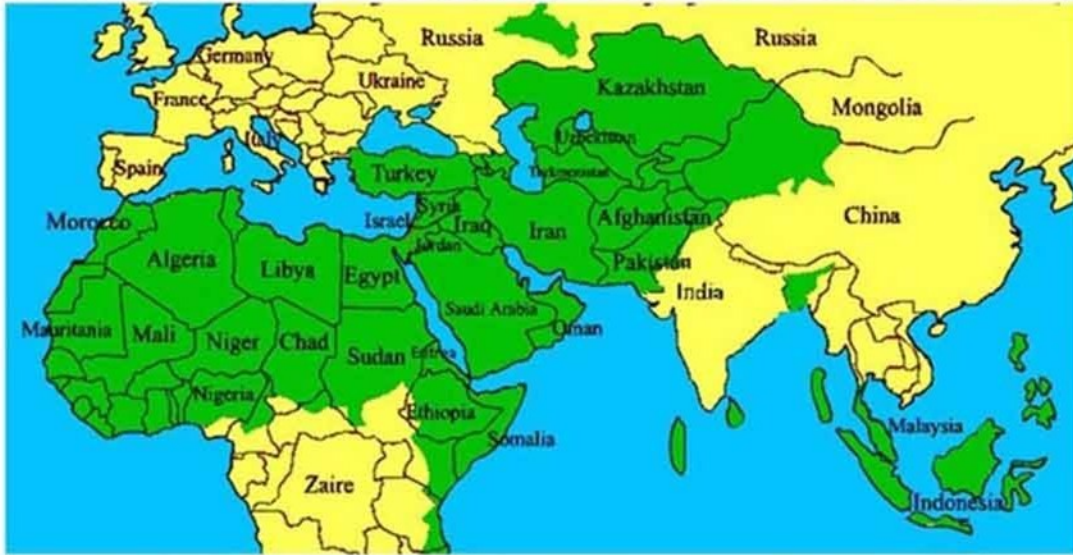 Russia
Russia
Germany
Ukraine
Kazakhstan
France
Mongolia
Italy
Uzbekistan
Spain
Turkey
Turkmenistan
Morocco
Israel
Syria
Iraq
Iran
Afghanistan
China
Jordan
Algeria
Libya
Egypt
Pakistan
India
Saudi Arabia
Oman
Mauritania
Mali
Niger
Chad
Sudan
Eritrea
Nigeria
Ethiopia
Somalia
Malaysia
Zaire
Indonesia